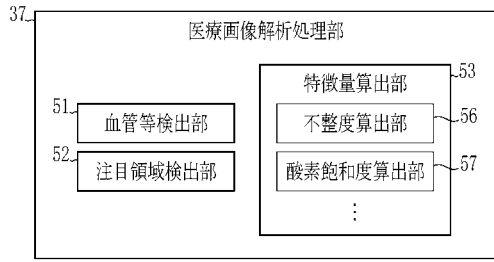 37
医療画像解析処理部
53
特徴量算出部
51
血管等検出部
不整度算出部
56
52
注目領域検出部
酸素飽和度算出部
57
⋮